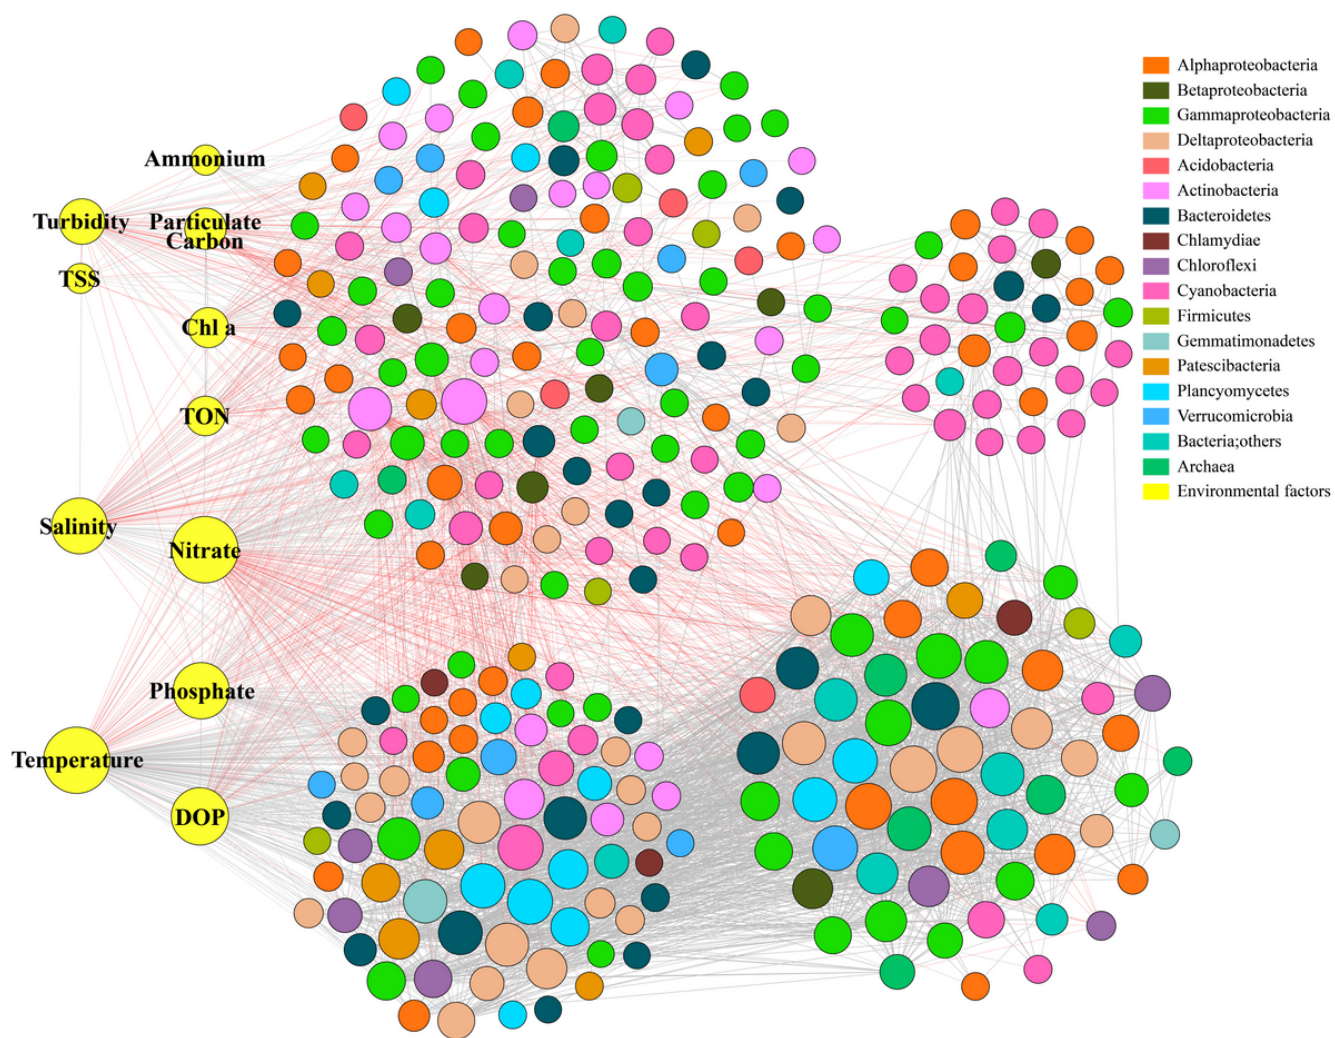 Ammonium
Turbidity
Particulate
Carbon
TSS
Chl a
TON
Salinity
Nitrate
Phosphate
Temperature
DOP
Alphaproteobacteria
Betaproteobacteria
Gammaproteobacteria
Deltaproteobacteria
Acidobacteria
Actinobacteria
Bacteroidetes
Chlamydiae
Chloroflexi
Cyanobacteria
Firmicutes
Gemmatimonadetes
Patescibacteria
Plancyomycetes
Verrucomicrobia
Bacteria;others
Archaea
Environmental factors